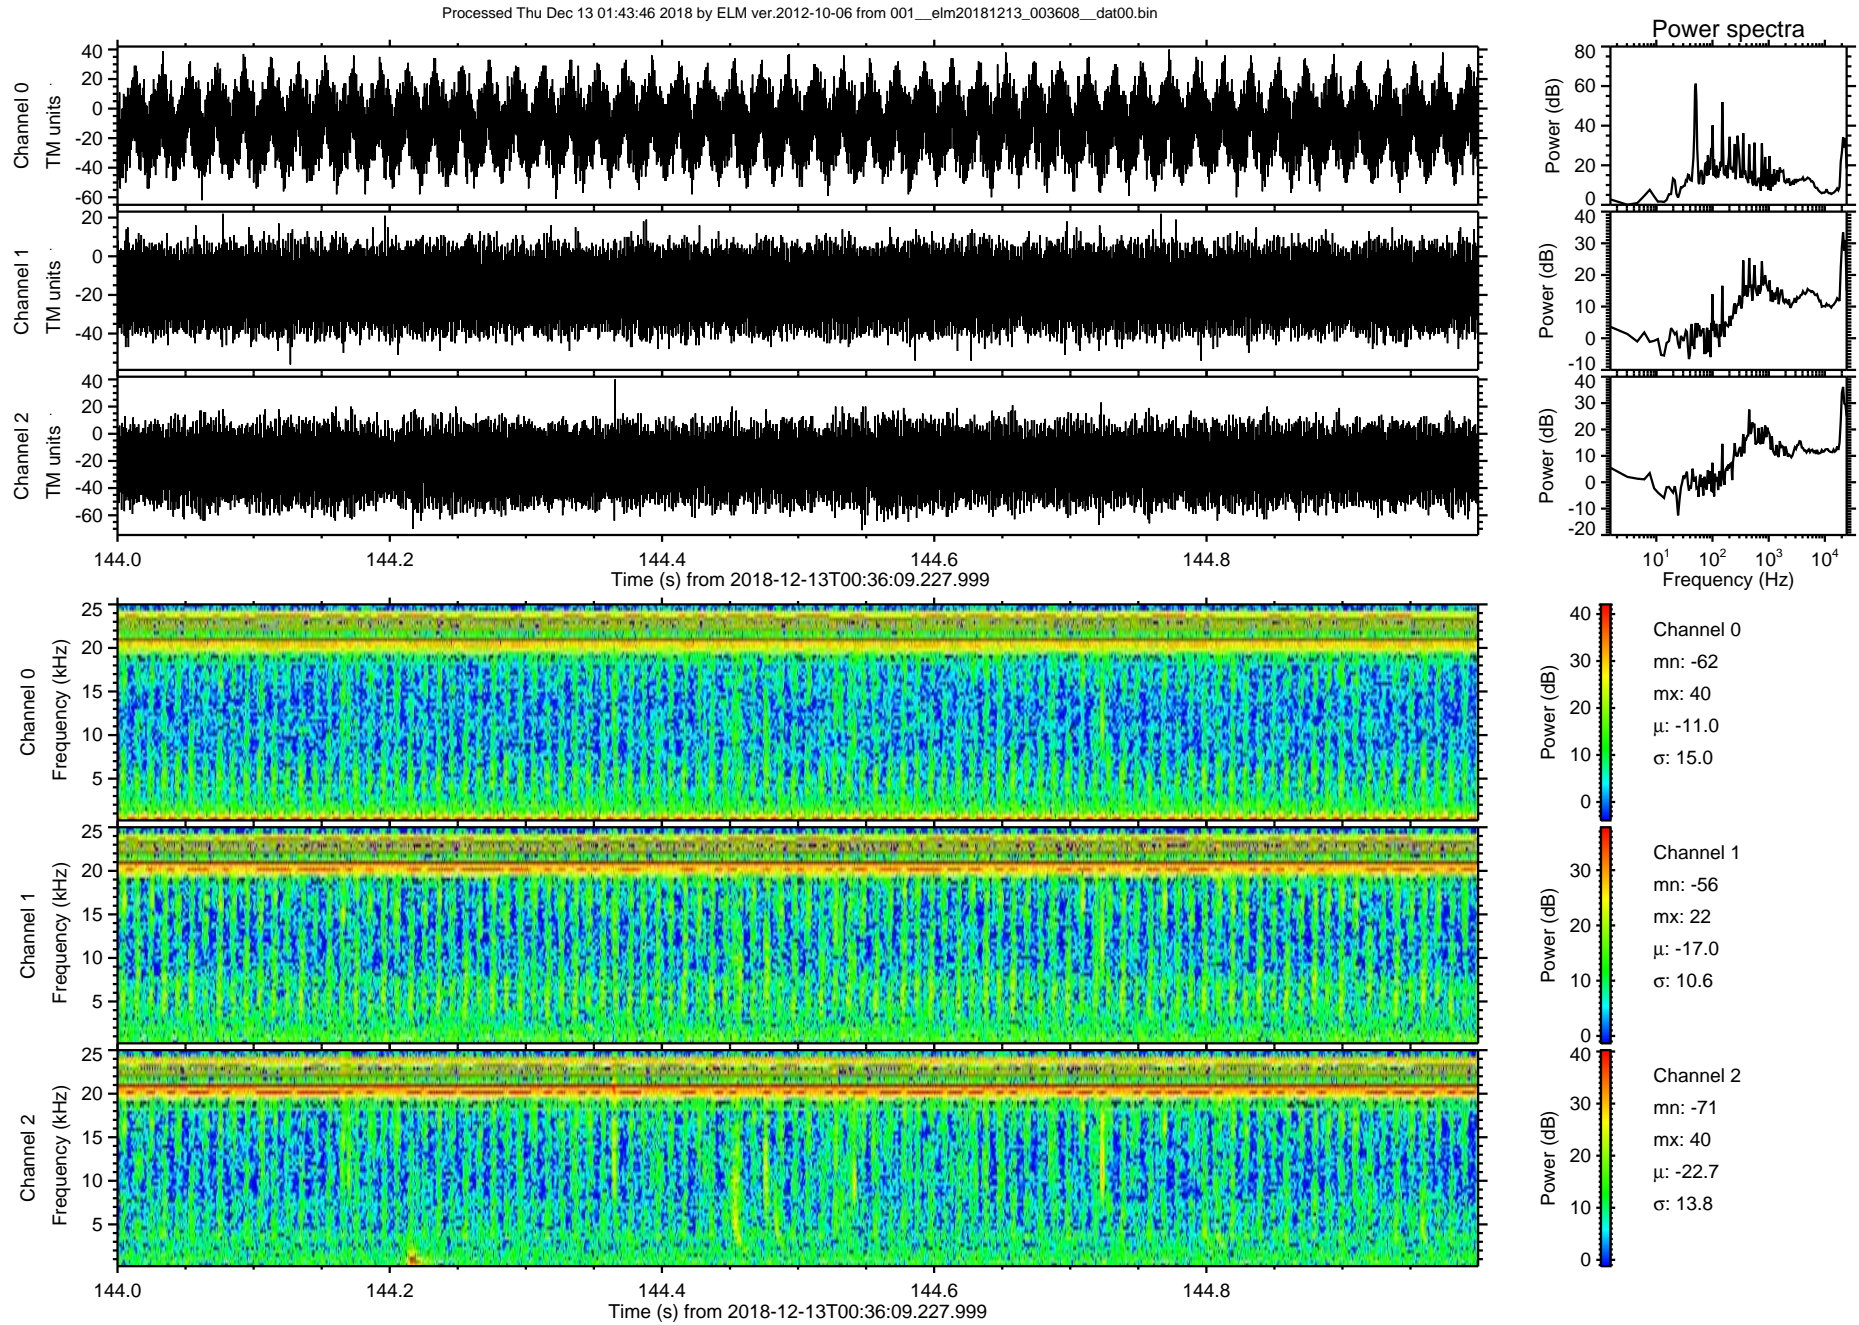 Processed Thu Dec 13 01:43:46 2018 by ELM ver.2012-10-06 from 001__elm20181213_003608__dat00.bin
Power spectra
Channel 0
TM units
40
20
0
-20
-40
-60
Power (dB)
80
60
40
20
0
Channel 1
TM units
20
0
-20
-40
Power (dB)
40
30
20
10
0
-10
Channel 2
TM units
40
20
0
-20
-40
-60
Power (dB)
40
30
20
10
0
-10
-20
144.0 144.2 144.4 144.6 144.8
Time (s) from 2018-12-13T00:36:09.227.999
10^1 10^2 10^3 10^4
Frequency (Hz)
Channel 0
Frequency (kHz)
25
20
15
10
5
Power (dB)
40
30
20
10
0
Channel 0
mn: -62
mx: 40
μ: -11.0
σ: 15.0
Channel 1
Frequency (kHz)
25
20
15
10
5
Power (dB)
30
20
10
0
Channel 1
mn: -56
mx: 22
μ: -17.0
σ: 10.6
Channel 2
Frequency (kHz)
25
20
15
10
5
Power (dB)
40
30
20
10
0
Channel 2
mn: -71
mx: 40
μ: -22.7
σ: 13.8
144.0 144.2 144.4 144.6 144.8
Time (s) from 2018-12-13T00:36:09.227.999